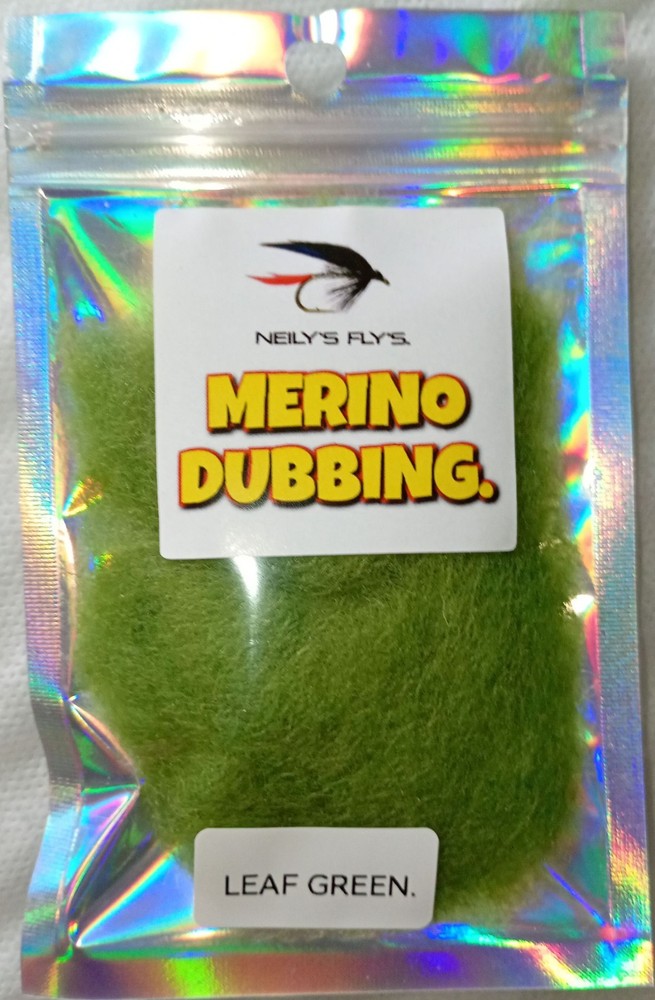 NEILY'S FLY'S.
MERINO
DUBBING.
LEAF GREEN.